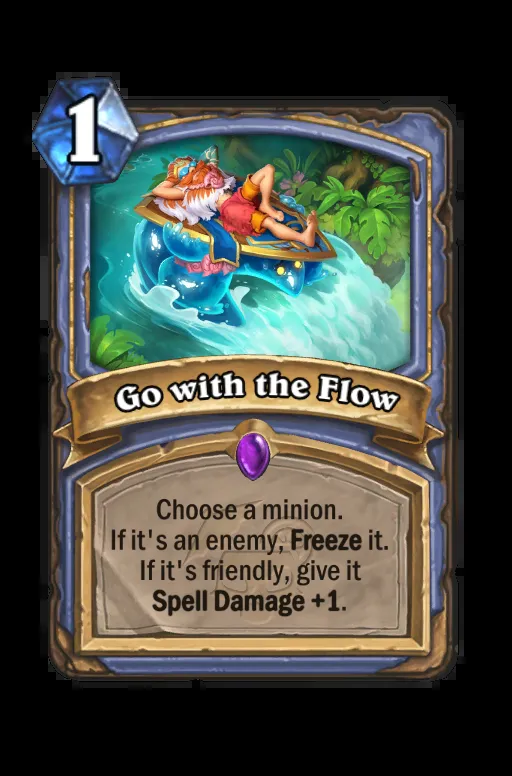 1
Go with the Flow
Choose a minion.
If it's an enemy, Freeze it.
If it's friendly, give it
Spell Damage +1.